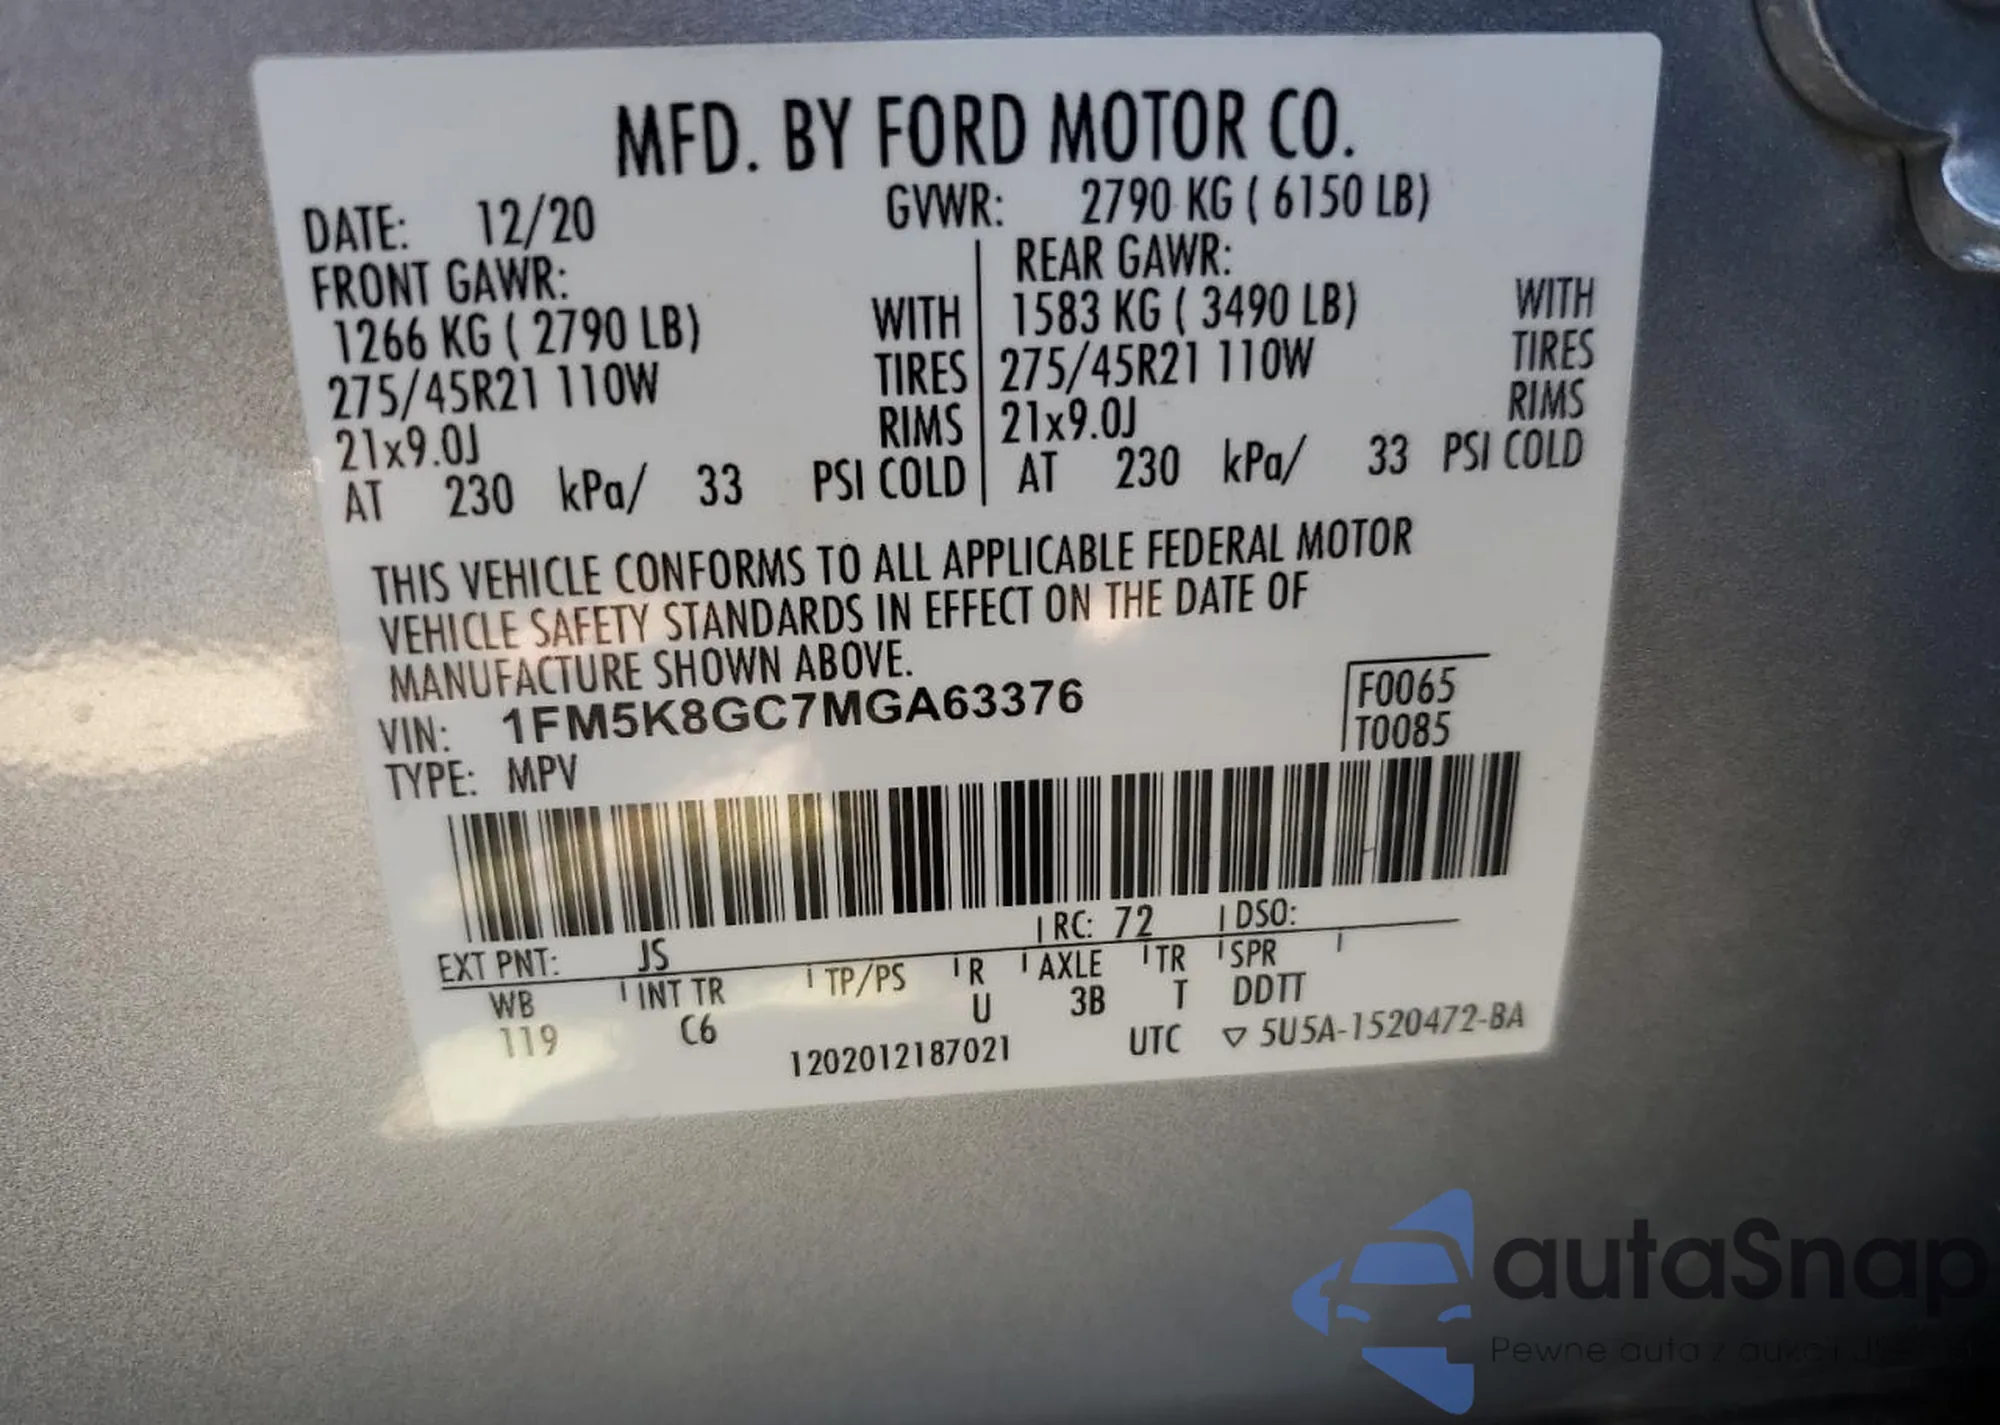 MFD. BY FORD MOTOR CO.
DATE: 12/20 GVWR: 2790 KG ( 6150 LB)
FRONT GAWR: REAR GAWR:
1266 KG ( 2790 LB) WITH 1583 KG ( 3490 LB) WITH
275/45R21 110W TIRES 275/45R21 110W TIRES
21x9.0J RIMS 21x9.0J RIMS
AT 230 kPa/ 33 PSI COLD AT 230 kPa/ 33 PSI COLD
THIS VEHICLE CONFORMS TO ALL APPLICABLE FEDERAL MOTOR
VEHICLE SAFETY STANDARDS IN EFFECT ON THE DATE OF
MANUFACTURE SHOWN ABOVE.
VIN: 1FM5K8GC7MGA63376 F0065
TYPE: MPV T0085
EXT PNT: JS RC: 72 DSO:
WB INT TR TP/PS R AXLE TR SPR
119 C6 U 3B T DDTT
1202012187021 UTC ▽ 5U5A-1520472-BA
autaSnap
Pewne auta z